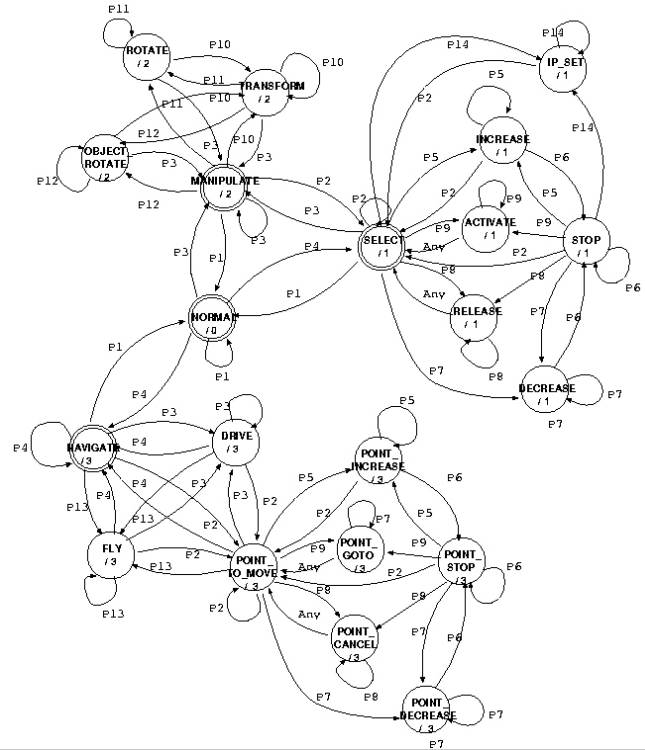 P11
ROTATE
/ 2
P10
P10
P11
TRANSFORM
/ 2
P11
P10
P12
P3
P10
P3
OBJECT
ROTATE
/ 2
P3
P12
P12
MANIPULATE
/ 2
P3
P2
P3
P1
P3
P4
P1
NORMAL
/ 0
P1
P14
P14
IP_SET
/ 1
P2
P14
P5
INCREASE
/ 1
P5
P6
P2
P5
P2
P9
P9
ACTIVATE
/ 1
P9
Any
SELECT
/ 1
P2
STOP
/ 1
P6
P8
P8
Any
RELEASE
/ 1
P8
P7
P7
P6
DECREASE
/ 1
P7
P7
P1
P4
P4
NAVIGATE
/ 3
P3
P4
P3
DRIVE
/ 3
P13
P4
P13
P3
P2
P3
P2
FLY
/ 3
P2
P13
P13
POINT_
TO_MOVE
/ 3
P2
P5
P5
POINT_
INCREASE
/ 3
P6
P2
P5
P7
P9
POINT_
GOTO
/ 3
P9
Any
P2
POINT_
STOP
/ 3
P6
P8
P8
Any
POINT_
CANCEL
/ 3
P8
P7
P7
P6
POINT_
DECREASE
/ 3
P7
P7